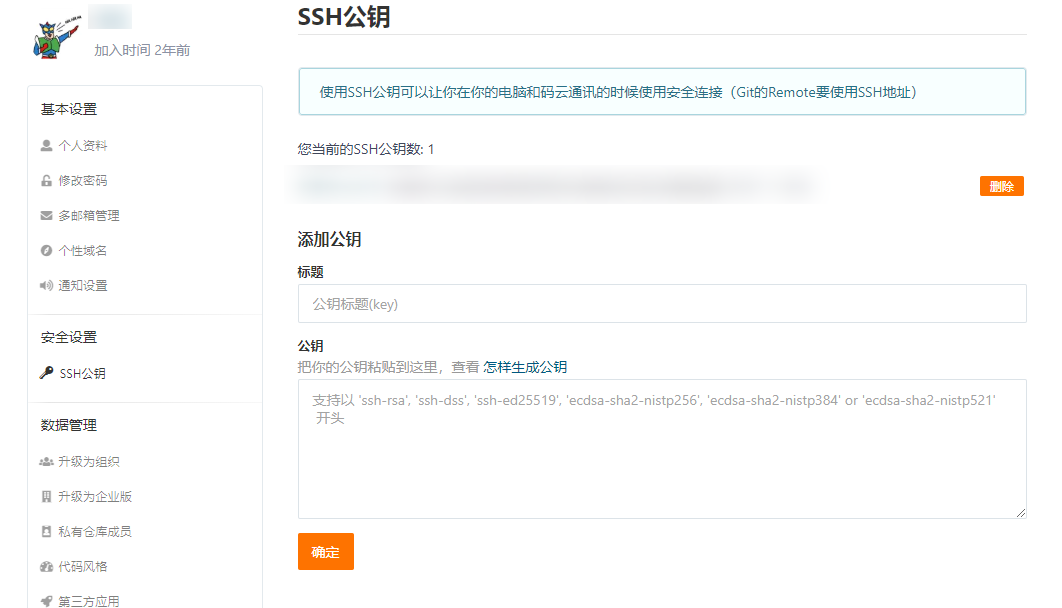 加入时间 2年前
基本设置
个人资料
修改密码
多邮箱管理
个性域名
通知设置
安全设置
SSH公钥
数据管理
升级为组织
升级为企业版
私有仓库成员
代码风格
第三方应用
SSH公钥
使用SSH公钥可以让你在你的电脑和码云通讯的时候使用安全连接（Git的Remote要使用SSH地址）
您当前的SSH公钥数: 1
删除
添加公钥
标题
公钥标题(key)
公钥
把你的公钥粘贴到这里，查看 怎样生成公钥
支持以 'ssh-rsa', 'ssh-dss', 'ssh-ed25519', 'ecdsa-sha2-nistp256', 'ecdsa-sha2-nistp384' or 'ecdsa-sha2-nistp521'
开头
确定